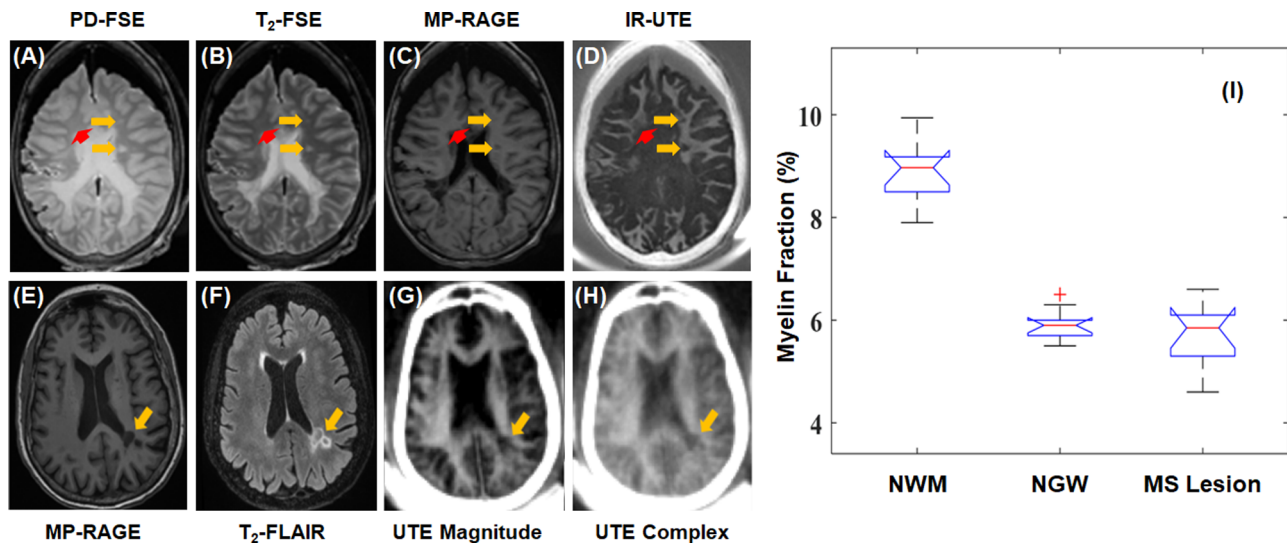 PD-FSE T₂-FSE MP-RAGE IR-UTE
(A) (B) (C) (D)
(E) (F) (G) (H)
MP-RAGE T₂-FLAIR UTE Magnitude UTE Complex
(I)
Myelin Fraction (%)
10
8
6
4
NWM NGW MS Lesion